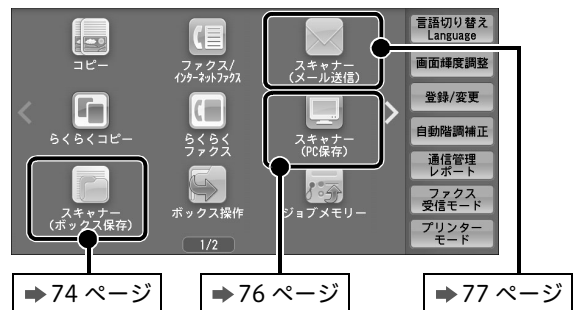 コピー
ファクス/
インターネットファクス
スキャナー
(メール送信)
らくらくコピー
らくらく
ファクス
スキャナー
(PC保存)
スキャナー
(ボックス保存)
ボックス操作
ジョブメモリー
1/2
言語切り替え
Language
画面輝度調整
登録/変更
自動階調補正
通信管理
レポート
ファクス
受信モード
プリンター
モード
➡74 ページ
➡76 ページ
➡77 ページ